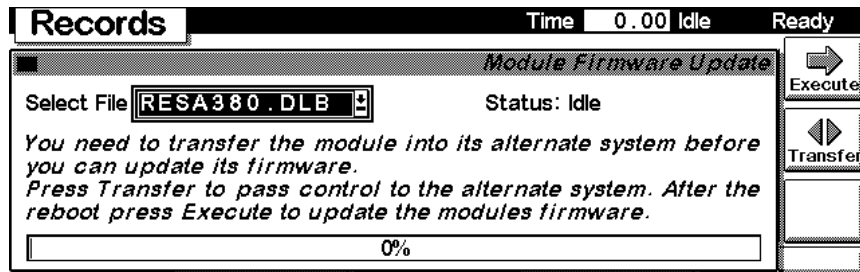 Records
Time 0.00 Idle Ready
Module Firmware Update
Select File RESA380.DLB Status: Idle
Execute
You need to transfer the module into its alternate system before
you can update its firmware.
Press Transfer to pass control to the alternate system. After the
reboot press Execute to update the modules firmware.
Transfer
0%